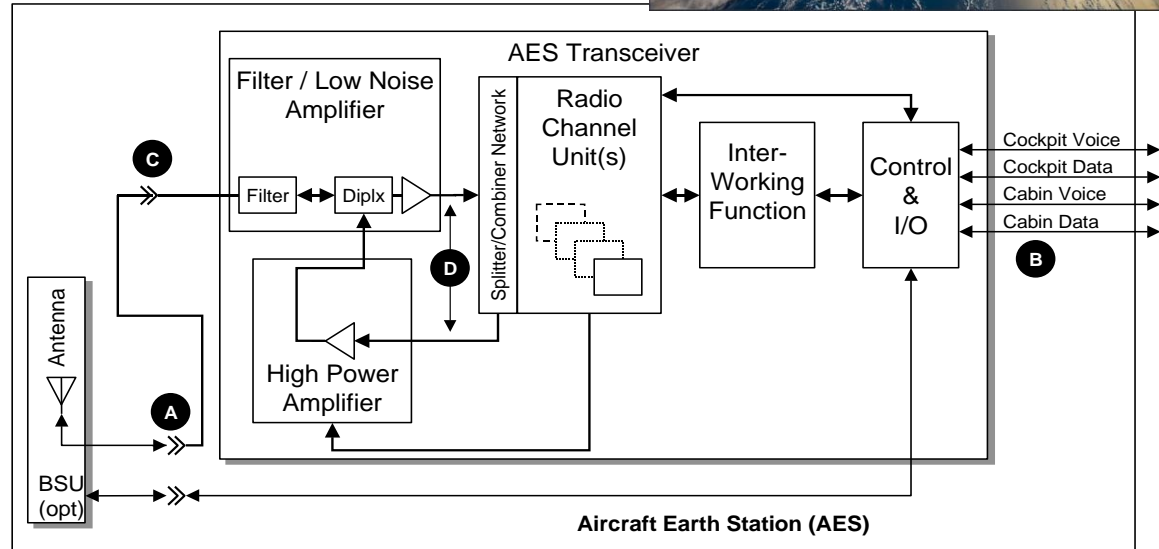 AES Transceiver
Filter / Low Noise
Amplifier
Filter
Diplx
Splitter/Combiner Network
Radio
Channel
Unit(s)
Inter-
Working
Function
Control
&
I/O
Cockpit Voice
Cockpit Data
Cabin Voice
Cabin Data
B
C
D
High Power
Amplifier
Antenna
A
BSU
(opt)
Aircraft Earth Station (AES)